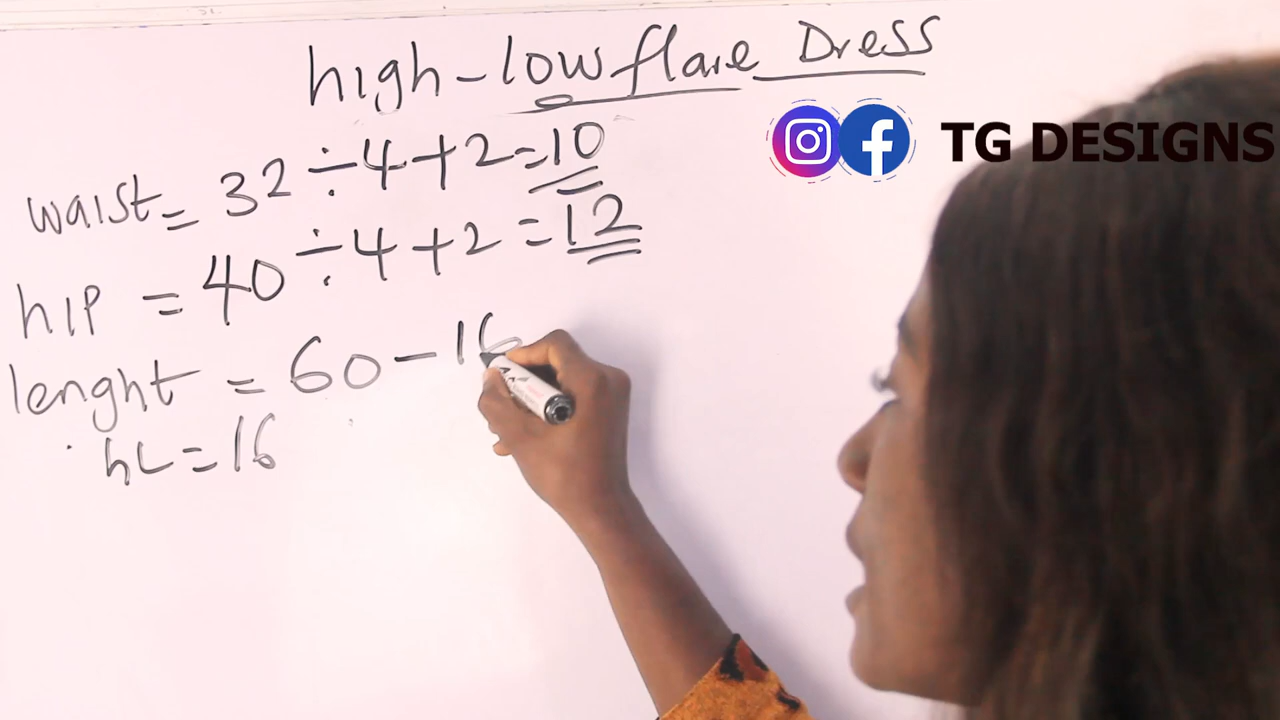 high-low flare Dress
TG DESIGNS
waist = 32 ÷ 4 + 2 = 10
hip = 40 ÷ 4 + 2 = 12
lenght = 60 - 16
hL = 16